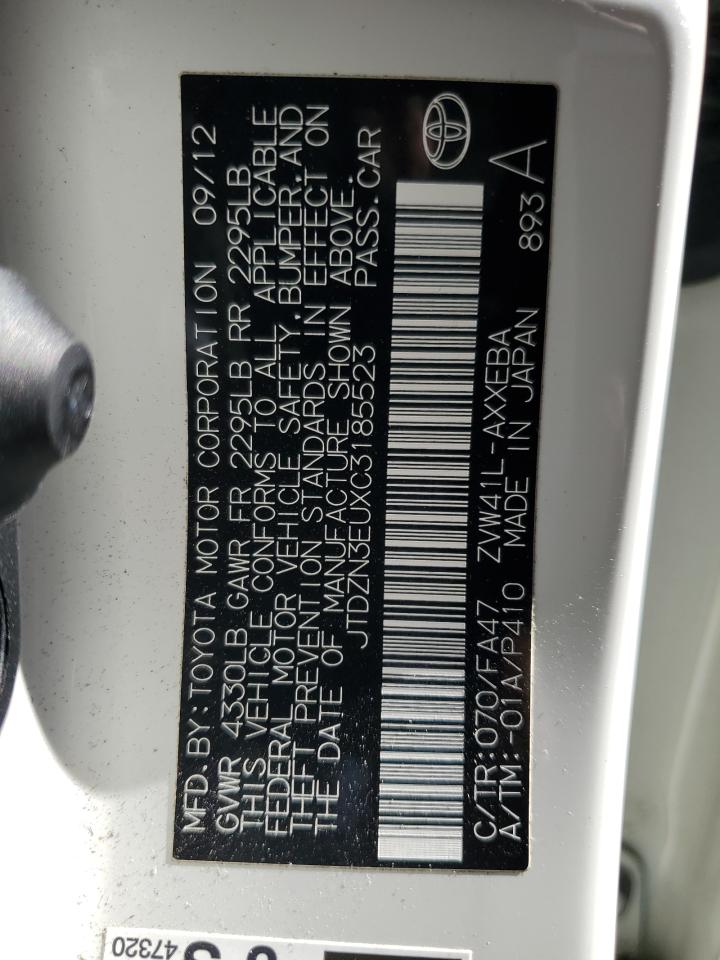 MFD. BY: TOYOTA MOTOR CORPORATION 09/12
GVWR 4330LB GAWR FR 2295LB RR 2295LB
THIS VEHICLE CONFORMS TO ALL APPLICABLE
FEDERAL MOTOR VEHICLE SAFETY, BUMPER, AND
THEFT PREVENTION STANDARDS IN EFFECT ON
THE DATE OF MANUFACTURE SHOWN ABOVE.
JTDZN3EUXC3185523 PASS. CAR
C/TR: 070/FA47 ZVW41L-AXXEBA 893
A/TM: -01A/P410 MADE IN JAPAN A
47320